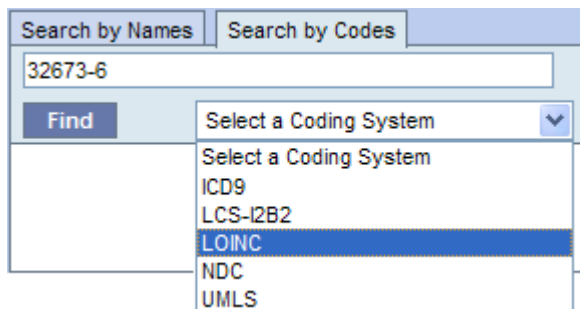 Search by Names Search by Codes
32673-6
Find Select a Coding System
Select a Coding System
ICD9
LCS-I2B2
LOINC
NDC
UMLS